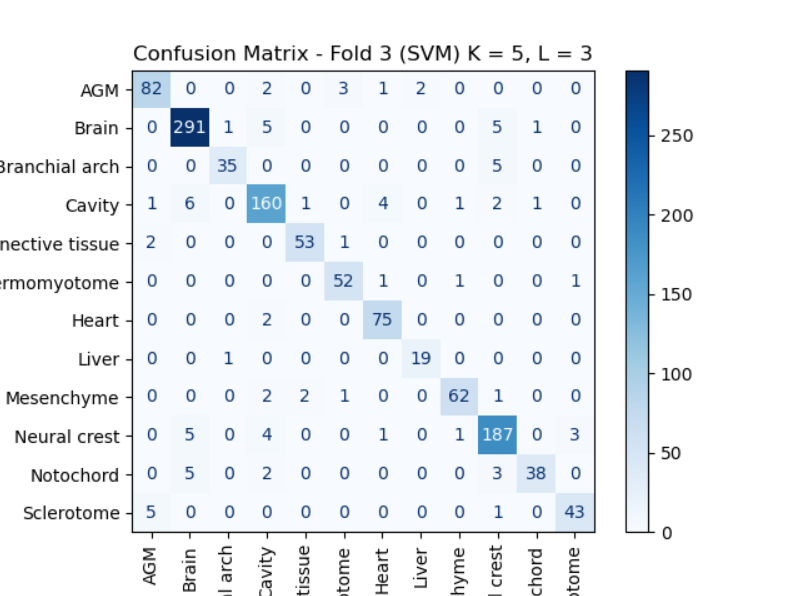 Confusion Matrix - Fold 3 (SVM) K = 5, L = 3
AGM 82 0 0 2 0 3 1 2 0 0 0 0
Brain 0 291 1 5 0 0 0 0 0 5 1 0
Branchial arch 0 0 35 0 0 0 0 0 0 5 0 0
Cavity 1 6 0 160 1 0 4 0 1 2 1 0
nective tissue 2 0 0 0 53 1 0 0 0 0 0 0
ermomyotome 0 0 0 0 0 52 1 0 1 0 0 1
Heart 0 0 0 2 0 0 75 0 0 0 0 0
Liver 0 0 1 0 0 0 0 19 0 0 0 0
Mesenchyme 0 0 0 2 2 1 0 0 62 1 0 0
Neural crest 0 5 0 4 0 0 1 0 1 187 0 3
Notochord 0 5 0 2 0 0 0 0 0 3 38 0
Sclerotome 5 0 0 0 0 0 0 0 0 1 0 43
AGM Brain l arch Cavity tissue otome Heart Liver hyme l crest chord otome
250
200
150
100
50
0